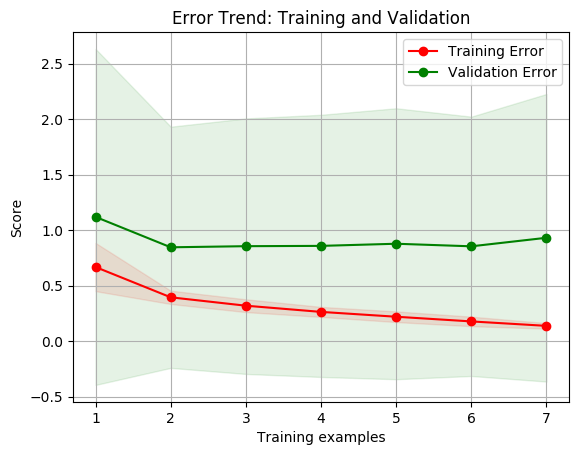 Error Trend: Training and Validation
Training Error
Validation Error
Score
2.5
2.0
1.5
1.0
0.5
0.0
−0.5
1 2 3 4 5 6 7
Training examples